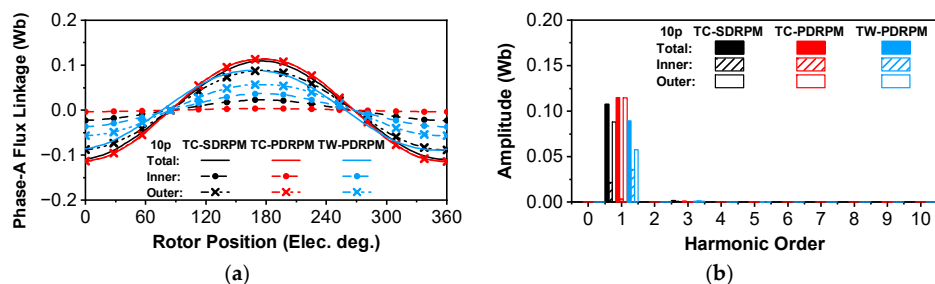 Phase-A Flux Linkage (Wb)
0.2
0.1
0.0
−0.1
−0.2
10p TC-SDRPM TC-PDRPM TW-PDRPM
Total:
Inner:
Outer:
0 60 120 180 240 300 360
Rotor Position (Elec. deg.)
(a)
Amplitude (Wb)
0.20
0.15
0.10
0.05
0.00
10p TC-SDRPM TC-PDRPM TW-PDRPM
Total:
Inner:
Outer:
0 1 2 3 4 5 6 7 8 9 10
Harmonic Order
(b)